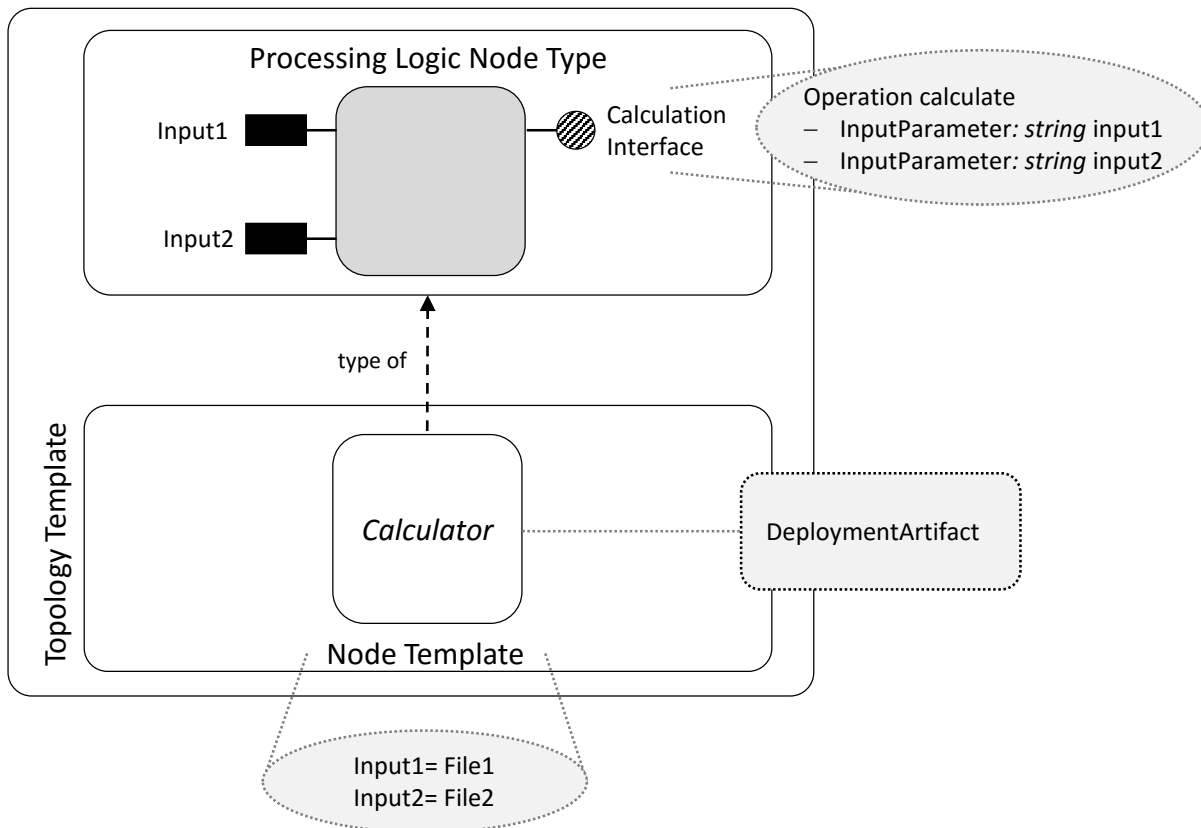 Processing Logic Node Type
Input1
Calculation
Interface
Input2
Operation calculate
– InputParameter: string input1
– InputParameter: string input2
type of
Topology Template
Calculator
DeploymentArtifact
Node Template
Input1= File1
Input2= File2